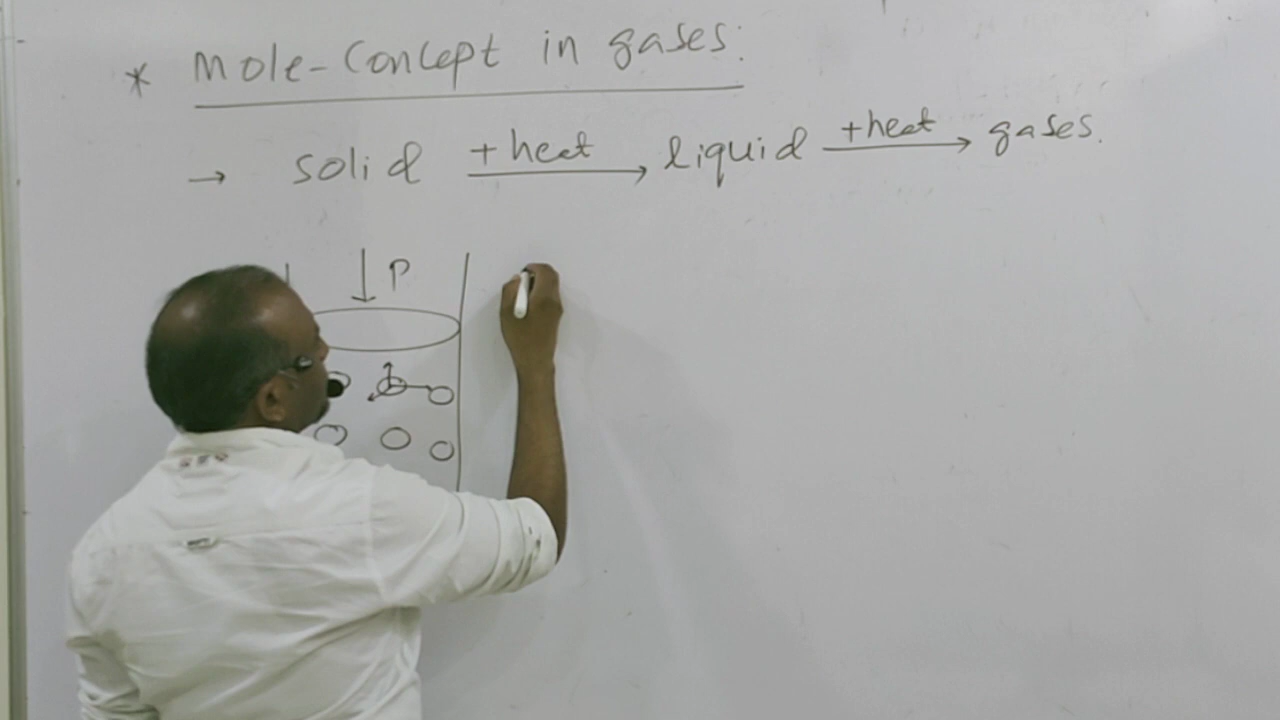 * Mole-Concept in gases:
→ solid +heat → liquid +heat → gases.
↓ P